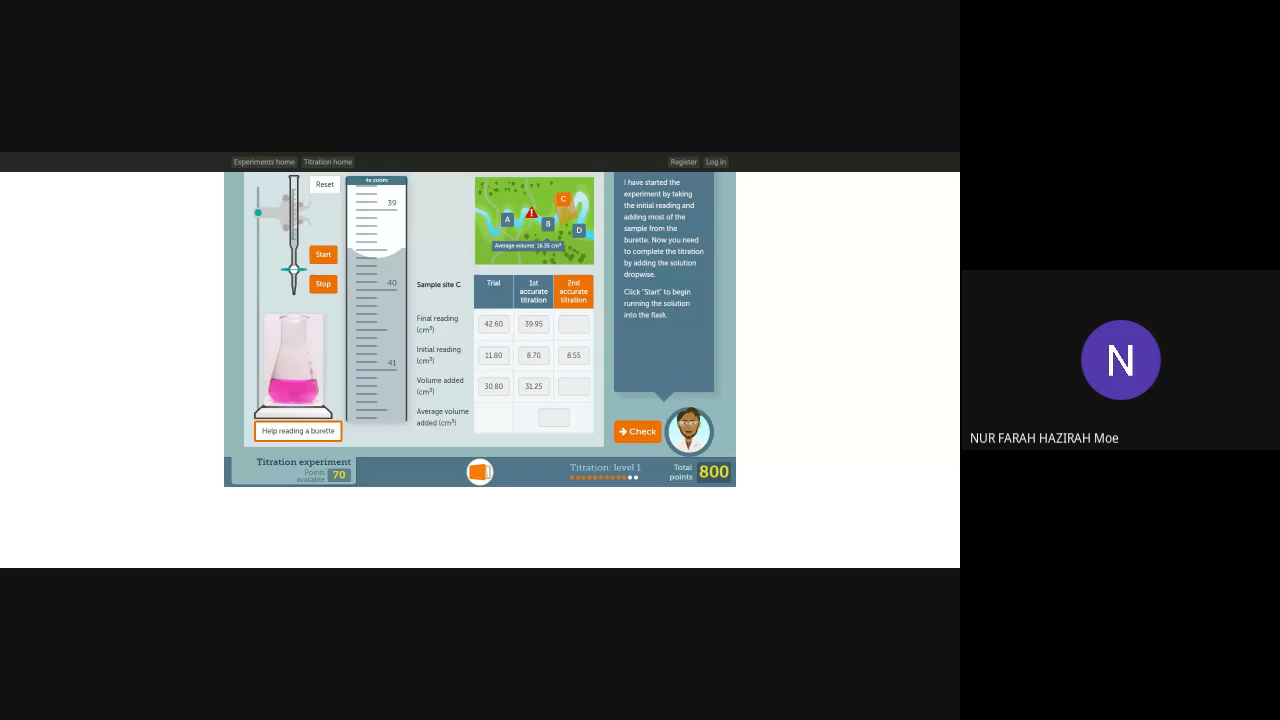 Experiments home
Titration home
Register
Log in
Reset
4x zoom
39
40
41
Start
Stop
Help reading a burette
A
B
C
D
Average volume: 16.35 cm³
Sample site C
Trial
1st
accurate
titration
2nd
accurate
titration
Final reading
(cm³)
42.60
39.95
Initial reading
(cm³)
11.80
8.70
8.55
Volume added
(cm³)
30.80
31.25
Average volume
added (cm³)
I have started the
experiment by taking
the initial reading and
adding most of the
sample from the
burette. Now you need
to complete the titration
by adding the solution
dropwise.
Click "Start" to begin
running the solution
into the flask.
Check
Titration experiment
Points
available
70
Titration: level 1
Total
points
800
N
NUR FARAH HAZIRAH Moe